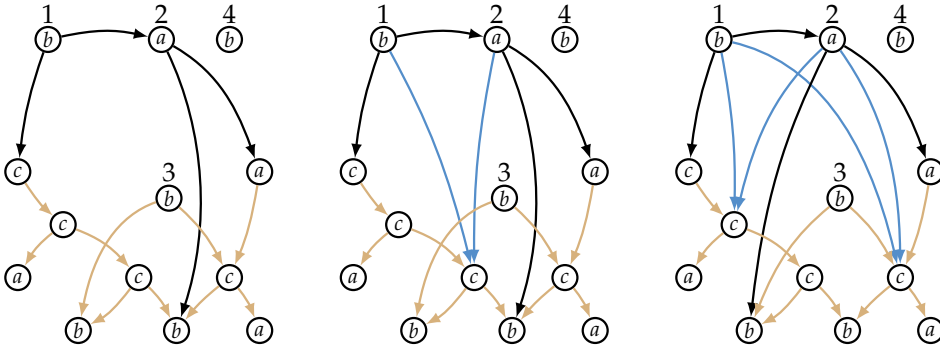 1 2 4 1 2 4 1 2 4
b a b b a b b a b
c 3 a c 3 a c 3 a
b b b
c c c
a c c a c c a c c
b b a b b a b b a